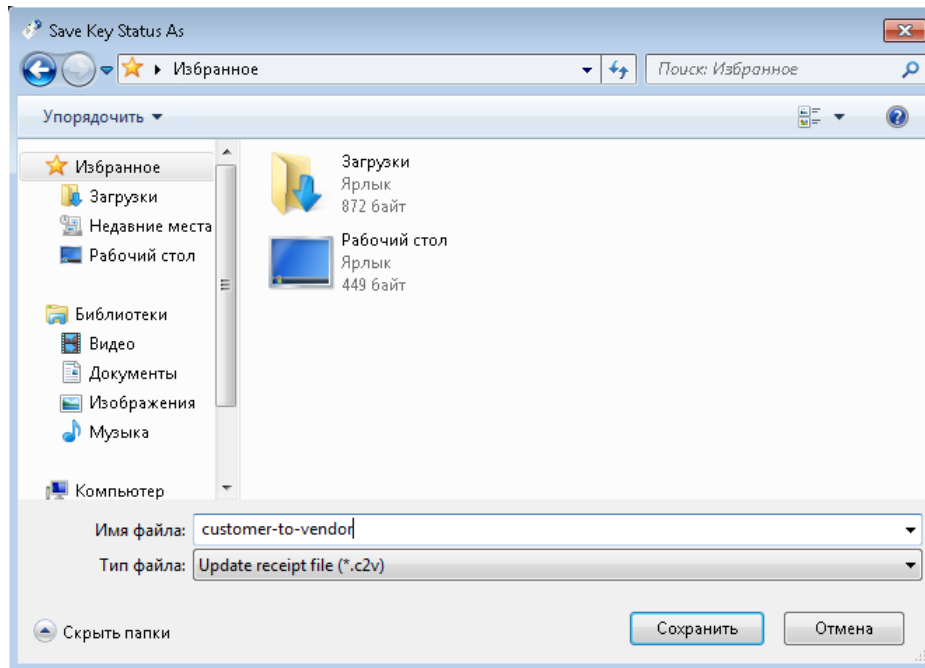 Save Key Status As
Избранное
Поиск: Избранное
Упорядочить
Избранное
Загрузки
Недавние места
Рабочий стол
Библиотеки
Видео
Документы
Изображения
Музыка
Компьютер
Загрузки
Ярлык
872 байт
Рабочий стол
Ярлык
449 байт
Имя файла: customer-to-vendor
Тип файла: Update receipt file (*.c2v)
Скрыть папки
Сохранить
Отмена